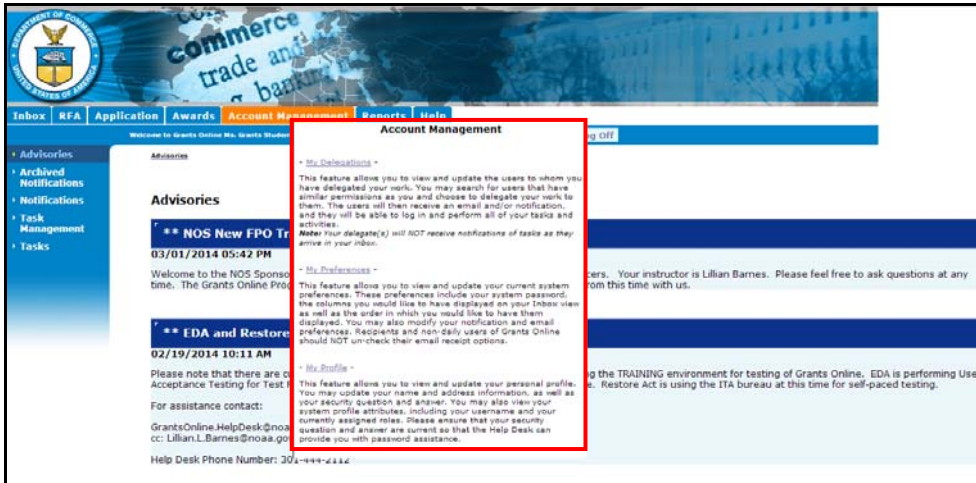 DEPARTMENT OF COMMERCE
UNITED STATES OF AMERICA
commerce
trade and
banking
Inbox RFA Application Awards Account Management Reports Help
Welcome to Grants Online Ms. Grants Student
g Off
Advisories
Archived
Notifications
Notifications
Task
Management
Tasks
Advisories
Advisories
** NOS New FPO Tr
03/01/2014 05:42 PM
Welcome to the NOS Sponso
cers. Your instructor is Lillian Barnes. Please feel free to ask questions at any
time. The Grants Online Prog
om this time with us.
** EDA and Restore
02/19/2014 10:11 AM
Please note that there are cu
g the TRAINING environment for testing of Grants Online. EDA is performing Use
Acceptance Testing for Test
e. Restore Act is using the ITA bureau at this time for self-paced testing.
For assistance contact:
GrantsOnline.HelpDesk@noa
cc: Lillian.L.Barnes@noaa.go
Help Desk Phone Number: 301-444-2112
Account Management
- My Delegations -
This feature allows you to view and update the users to whom you
have delegated your work. You may search for users that have
similar permissions as you and choose to delegate your work to
them. The users will then receive an email and/or notification,
and they will be able to log in and perform all of your tasks and
activities.
Note: Your delegate(s) will NOT receive notifications of tasks as they
arrive in your inbox.
- My Preferences -
This feature allows you to view and update your current system
preferences. These preferences include your system password,
the columns you would like to have displayed on your Inbox view
as well as the order in which you would like to have them
displayed. You may also modify your notification and email
preferences. Recipients and non-daily users of Grants Online
should NOT un-check their email receipt options.
- My Profile -
This feature allows you to view and update your personal profile.
You may update your name and address information, as well as
your security question and answer. You may also view your
system profile attributes, including your username and your
currently assigned roles. Please ensure that your security
question and answer are current so that the Help Desk can
provide you with password assistance.